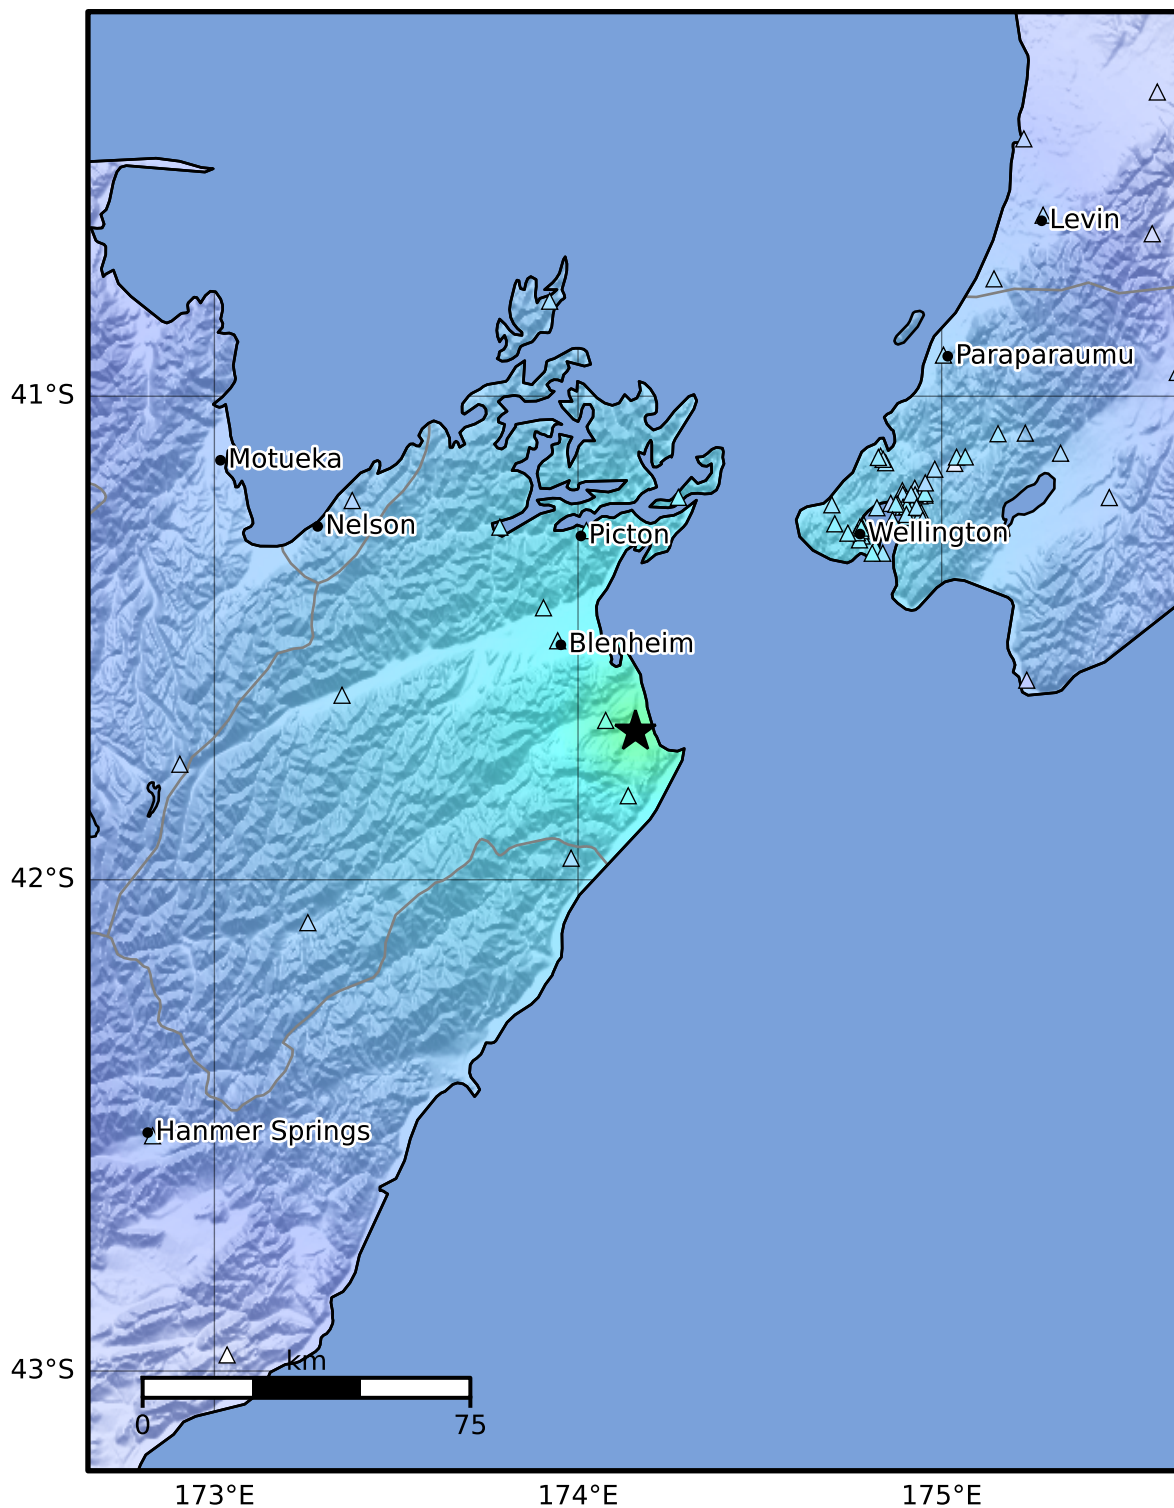 Levin
Paraparaumu
41°S
Motueka
Nelson
Picton
Wellington
Blenheim
42°S
Hanmer Springs
43°S
km
0
75
173°E
174°E
175°E